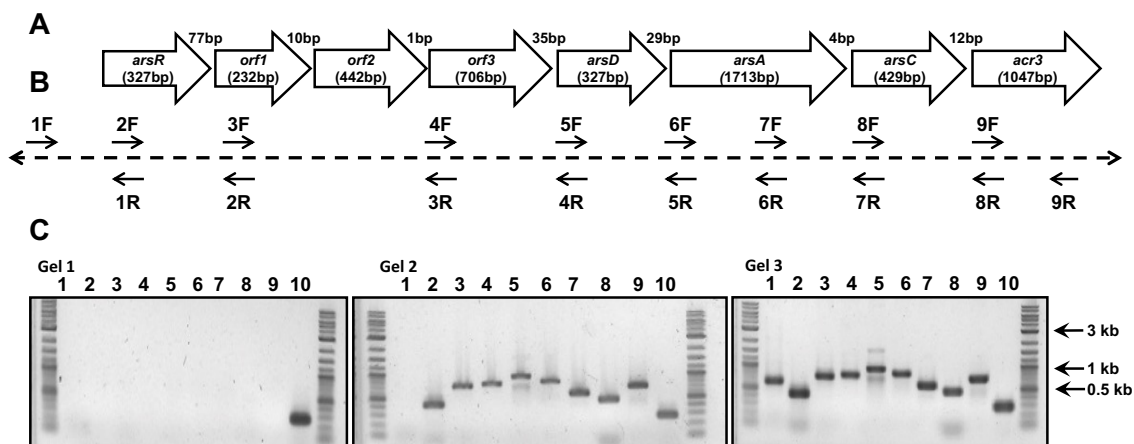 A
77bp 10bp 1bp 35bp 29bp 4bp 12bp
arsR orf1 orf2 orf3 arsD arsA arsC acr3
(327bp) (232bp) (442bp) (706bp) (327bp) (1713bp) (429bp) (1047bp)
B
1F 2F 3F 4F 5F 6F 7F 8F 9F
1R 2R 3R 4R 5R 6R 7R 8R 9R
C
Gel 1 Gel 2 Gel 3
1 2 3 4 5 6 7 8 9 10 1 2 3 4 5 6 7 8 9 10 1 2 3 4 5 6 7 8 9 10
3 kb
1 kb
0.5 kb